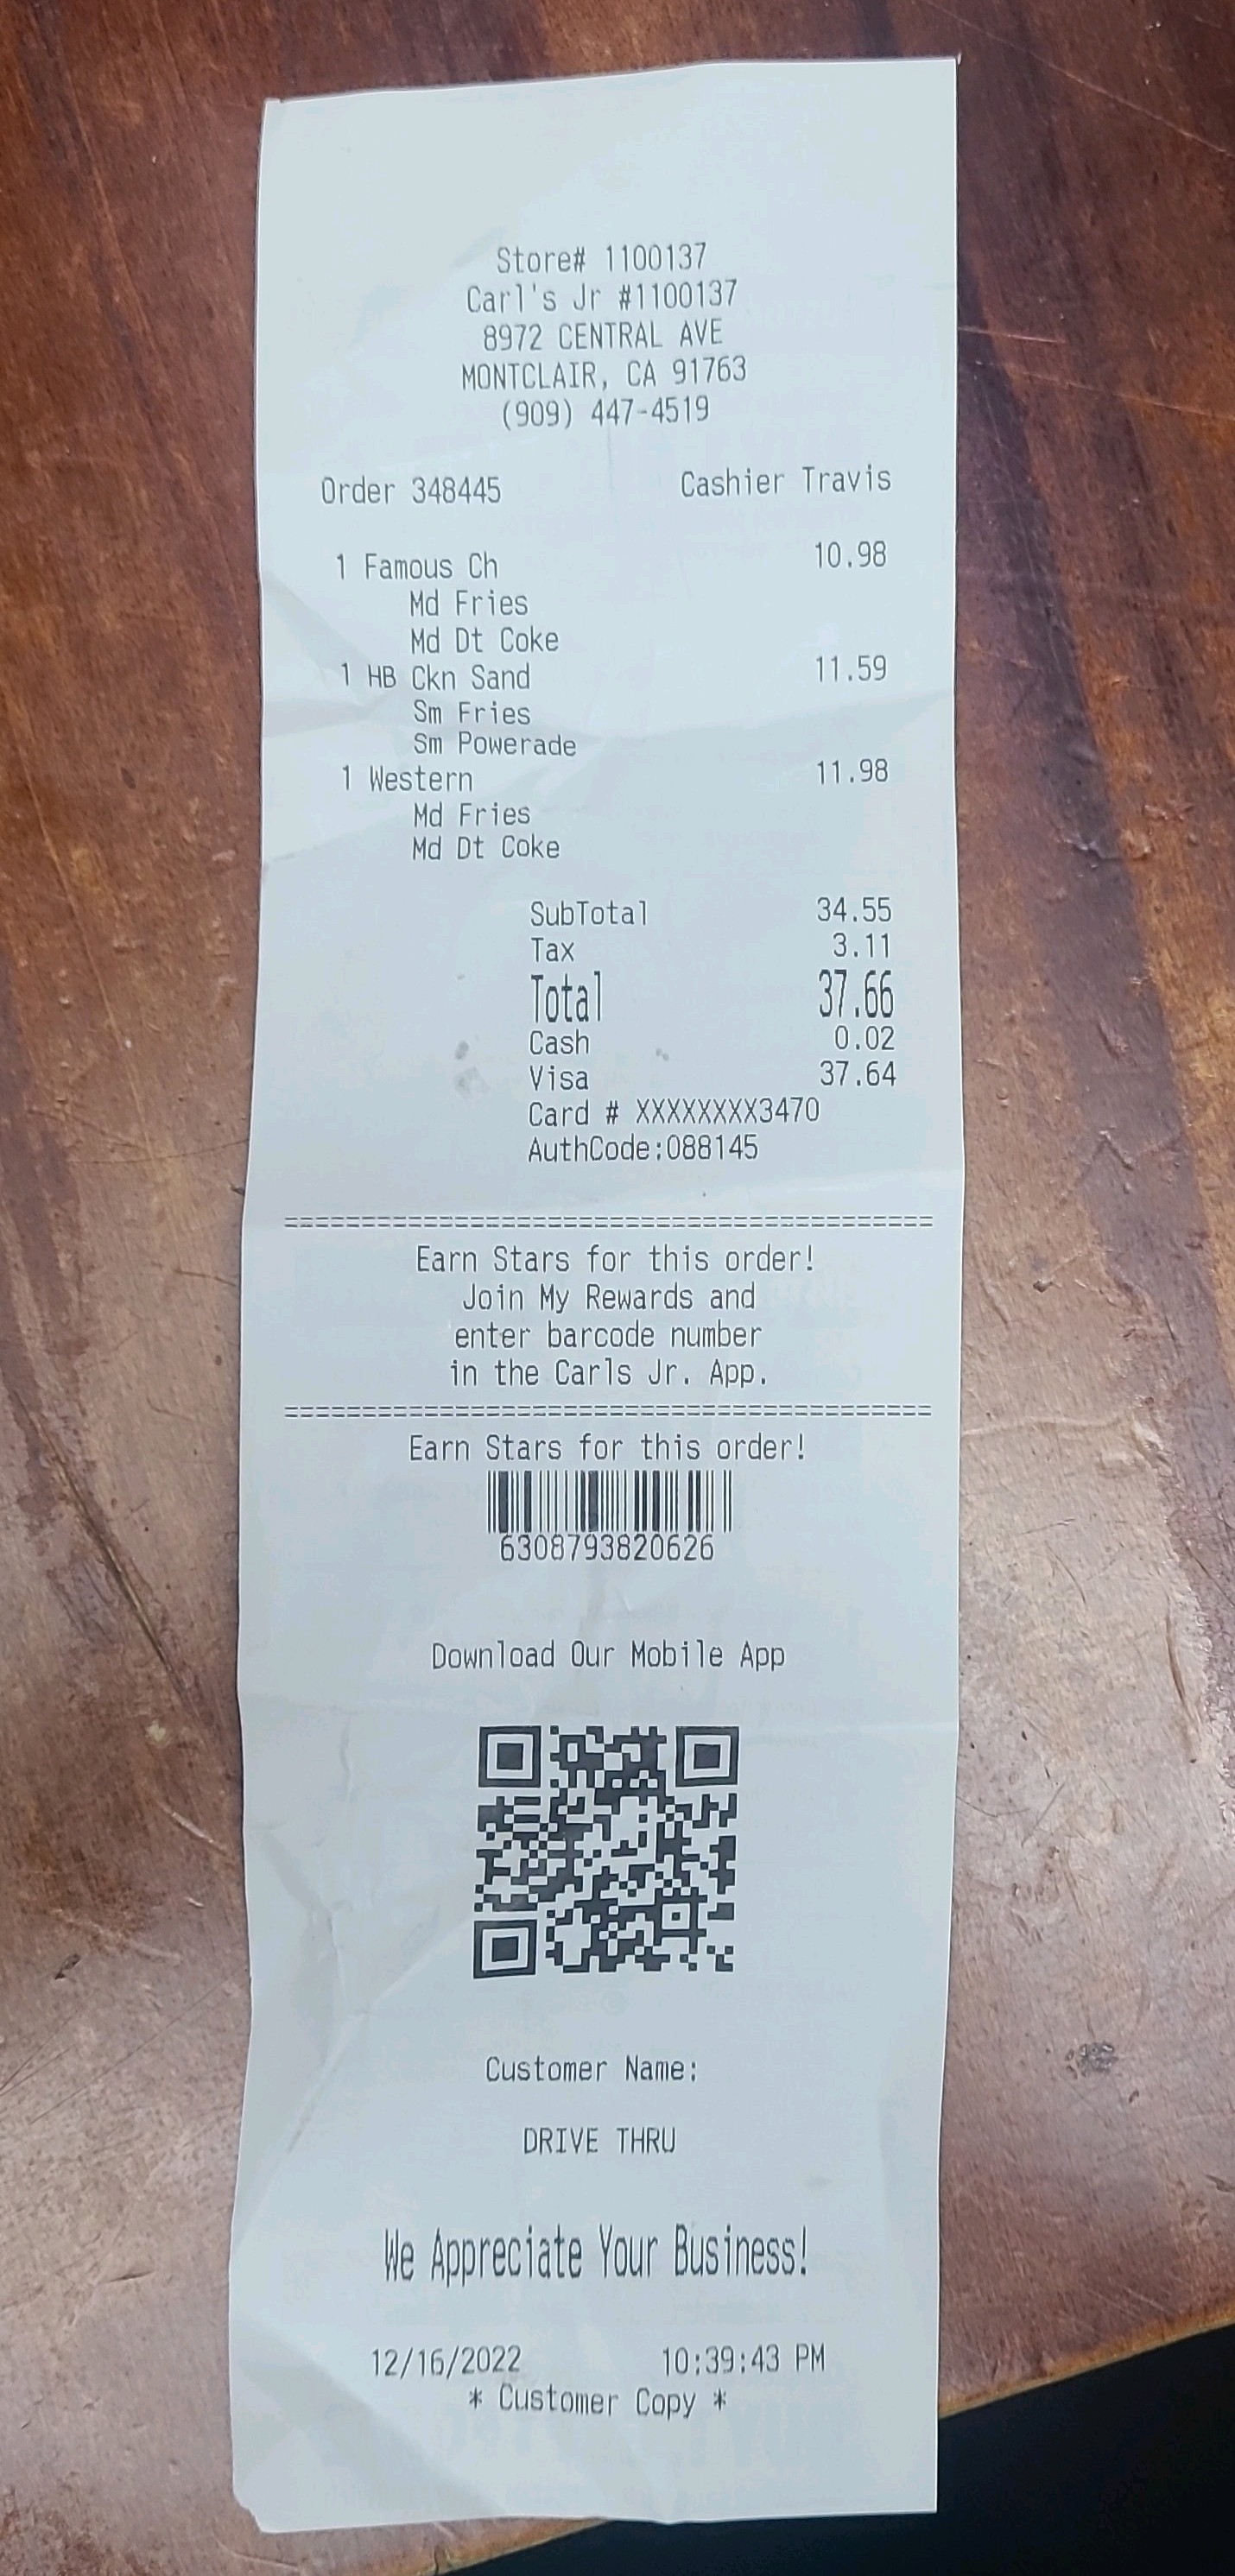 Store# 1100137
Carl's Jr #1100137
8972 CENTRAL AVE
MONTCLAIR, CA 91763
(909) 447-4519
Order 348445 Cashier Travis
1 Famous Ch 10.98
Md Fries
Md Dt Coke
1 HB Ckn Sand 11.59
Sm Fries
Sm Powerade
1 Western 11.98
Md Fries
Md Dt Coke
SubTotal 34.55
Tax 3.11
Total 37.66
Cash 0.02
Visa 37.64
Card # XXXXXXXX3470
AuthCode:088145
==========================================
Earn Stars for this order!
Join My Rewards and
enter barcode number
in the Carls Jr. App.
==========================================
Earn Stars for this order!
6308793820626
Download Our Mobile App
Customer Name:
DRIVE THRU
We Appreciate Your Business!
12/16/2022 10:39:43 PM
* Customer Copy *